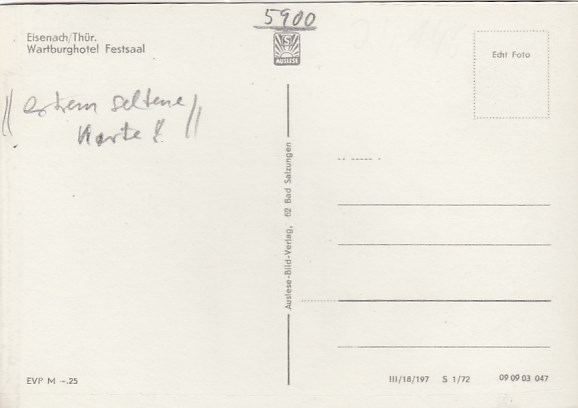 5900
Eisenach/Thür.
Wartburghotel Festsaal
AUSLESE
Echt Foto
extrem seltene
Karte!
Auslese-Bild-Verlag, 62 Bad Salzungen
EVP M -.25
III/18/197 S 1/72 09 09 03 047